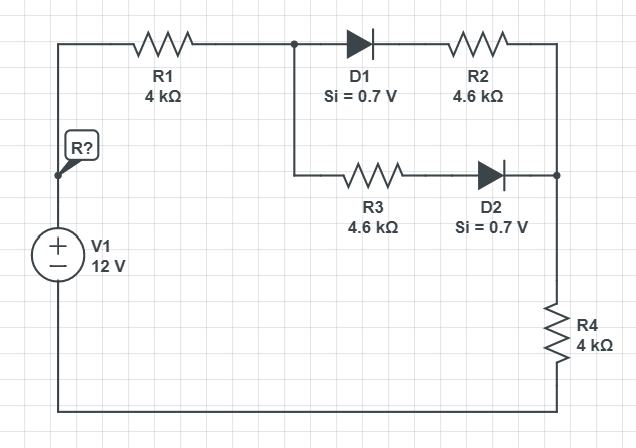 R1
4 kΩ
D1
Si = 0.7 V
R2
4.6 kΩ
R?
R3
4.6 kΩ
D2
Si = 0.7 V
+
−
V1
12 V
R4
4 kΩ